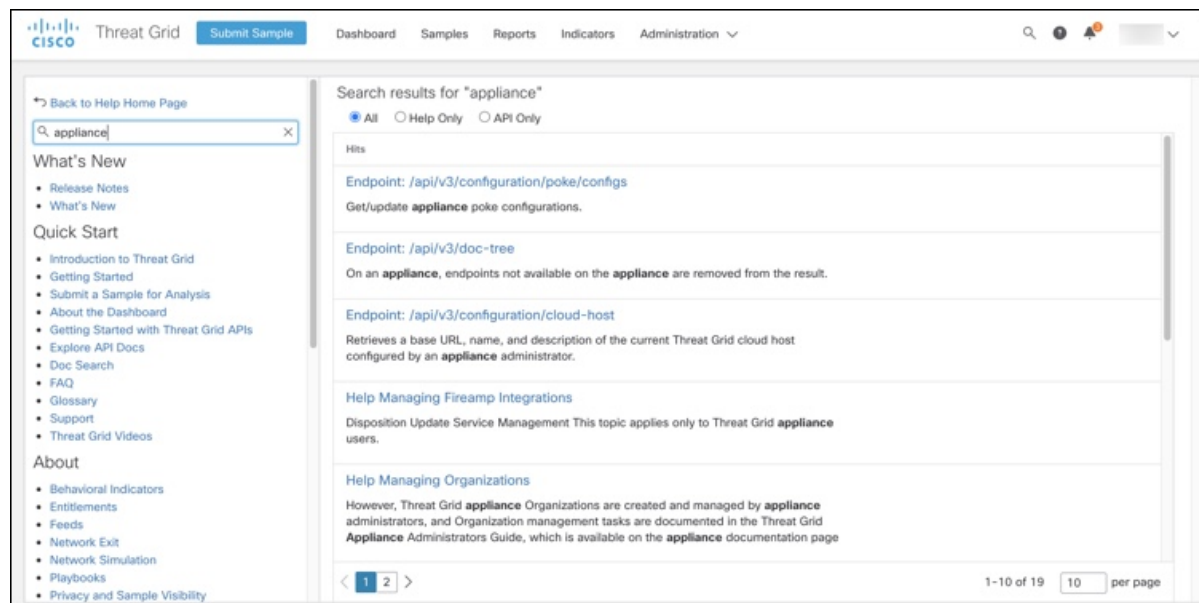 CISCO
Threat Grid
Submit Sample
Dashboard
Samples
Reports
Indicators
Administration
Back to Help Home Page
appliance
What's New
• Release Notes
• What's New
Quick Start
• Introduction to Threat Grid
• Getting Started
• Submit a Sample for Analysis
• About the Dashboard
• Getting Started with Threat Grid APIs
• Explore API Docs
• Doc Search
• FAQ
• Glossary
• Support
• Threat Grid Videos
About
• Behavioral Indicators
• Entitlements
• Feeds
• Network Exit
• Network Simulation
• Playbooks
• Privacy and Sample Visibility
Search results for "appliance"
All Help Only API Only
Hits
Endpoint: /api/v3/configuration/poke/configs
Get/update appliance poke configurations.
Endpoint: /api/v3/doc-tree
On an appliance, endpoints not available on the appliance are removed from the result.
Endpoint: /api/v3/configuration/cloud-host
Retrieves a base URL, name, and description of the current Threat Grid cloud host
configured by an appliance administrator.
Help Managing Fireamp Integrations
Disposition Update Service Management This topic applies only to Threat Grid appliance
users.
Help Managing Organizations
However, Threat Grid appliance Organizations are created and managed by appliance
administrators, and Organization management tasks are documented in the Threat Grid
Appliance Administrators Guide, which is available on the appliance documentation page
1 2
1-10 of 19 10 per page